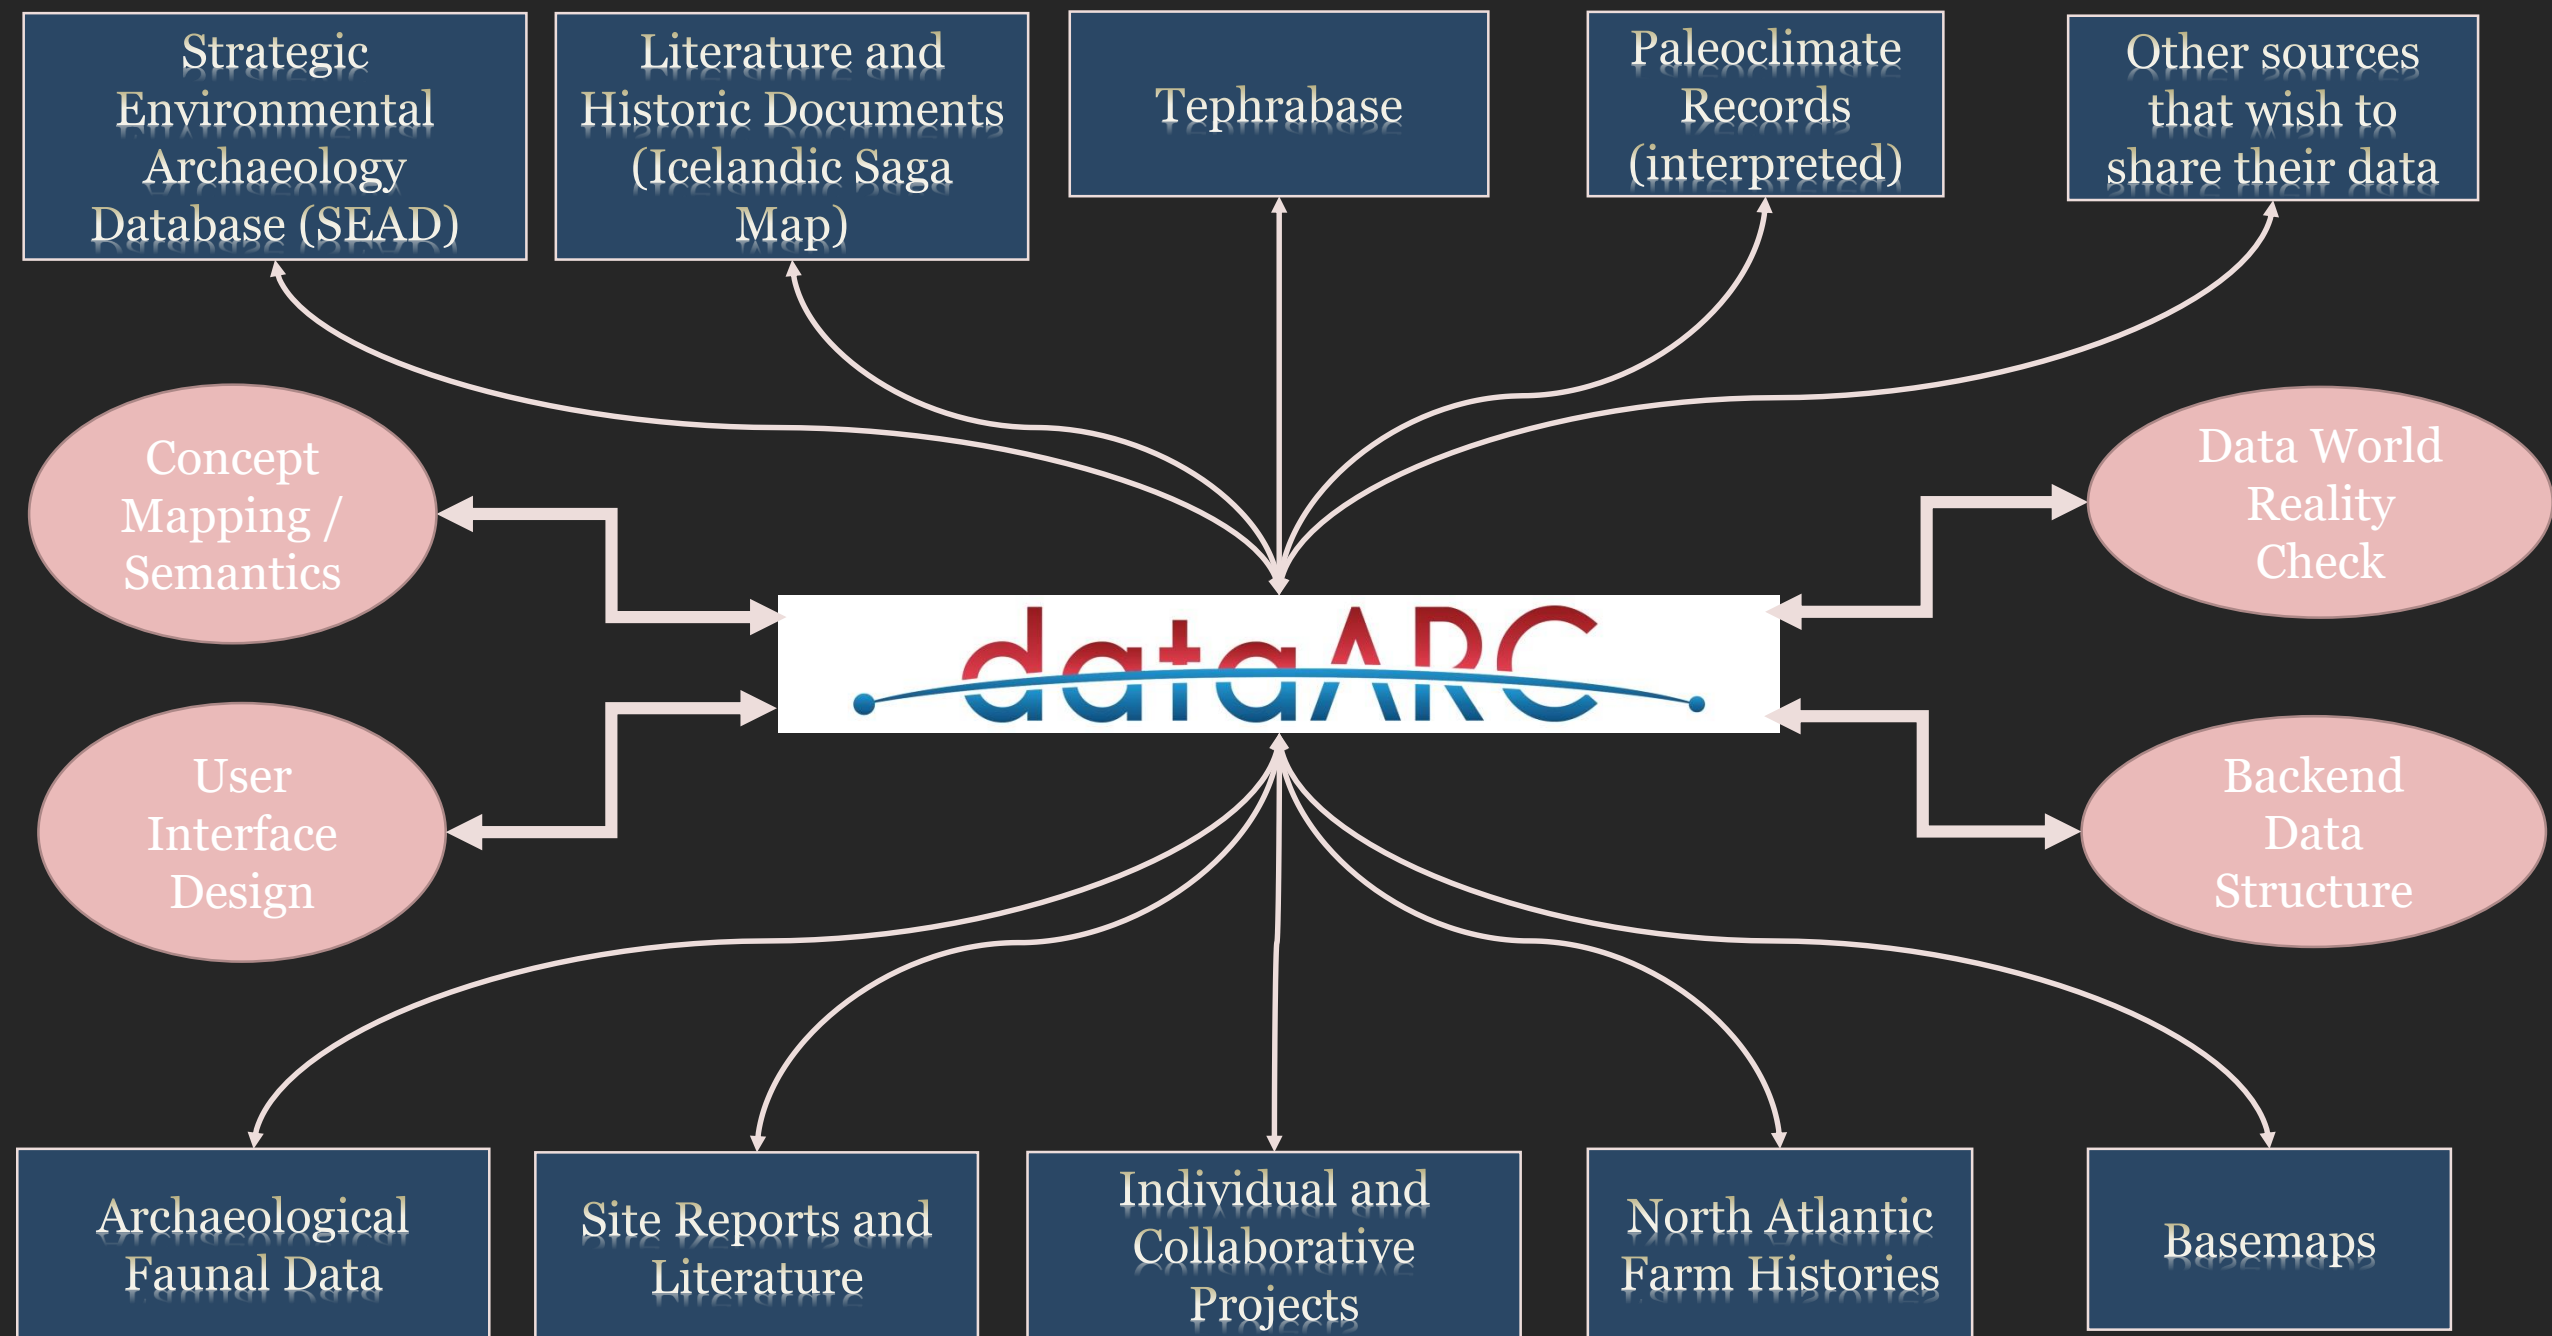 Strategic
Environmental
Archaeology
Database (SEAD)
Literature and
Historic Documents
(Icelandic Saga
Map)
Tephrabase
Paleoclimate
Records
(interpreted)
Other sources
that wish to
share their data
Concept
Mapping /
Semantics
Data World
Reality
Check
dataARC
User
Interface
Design
Backend
Data
Structure
Archaeological
Faunal Data
Site Reports and
Literature
Individual and
Collaborative
Projects
North Atlantic
Farm Histories
Basemaps